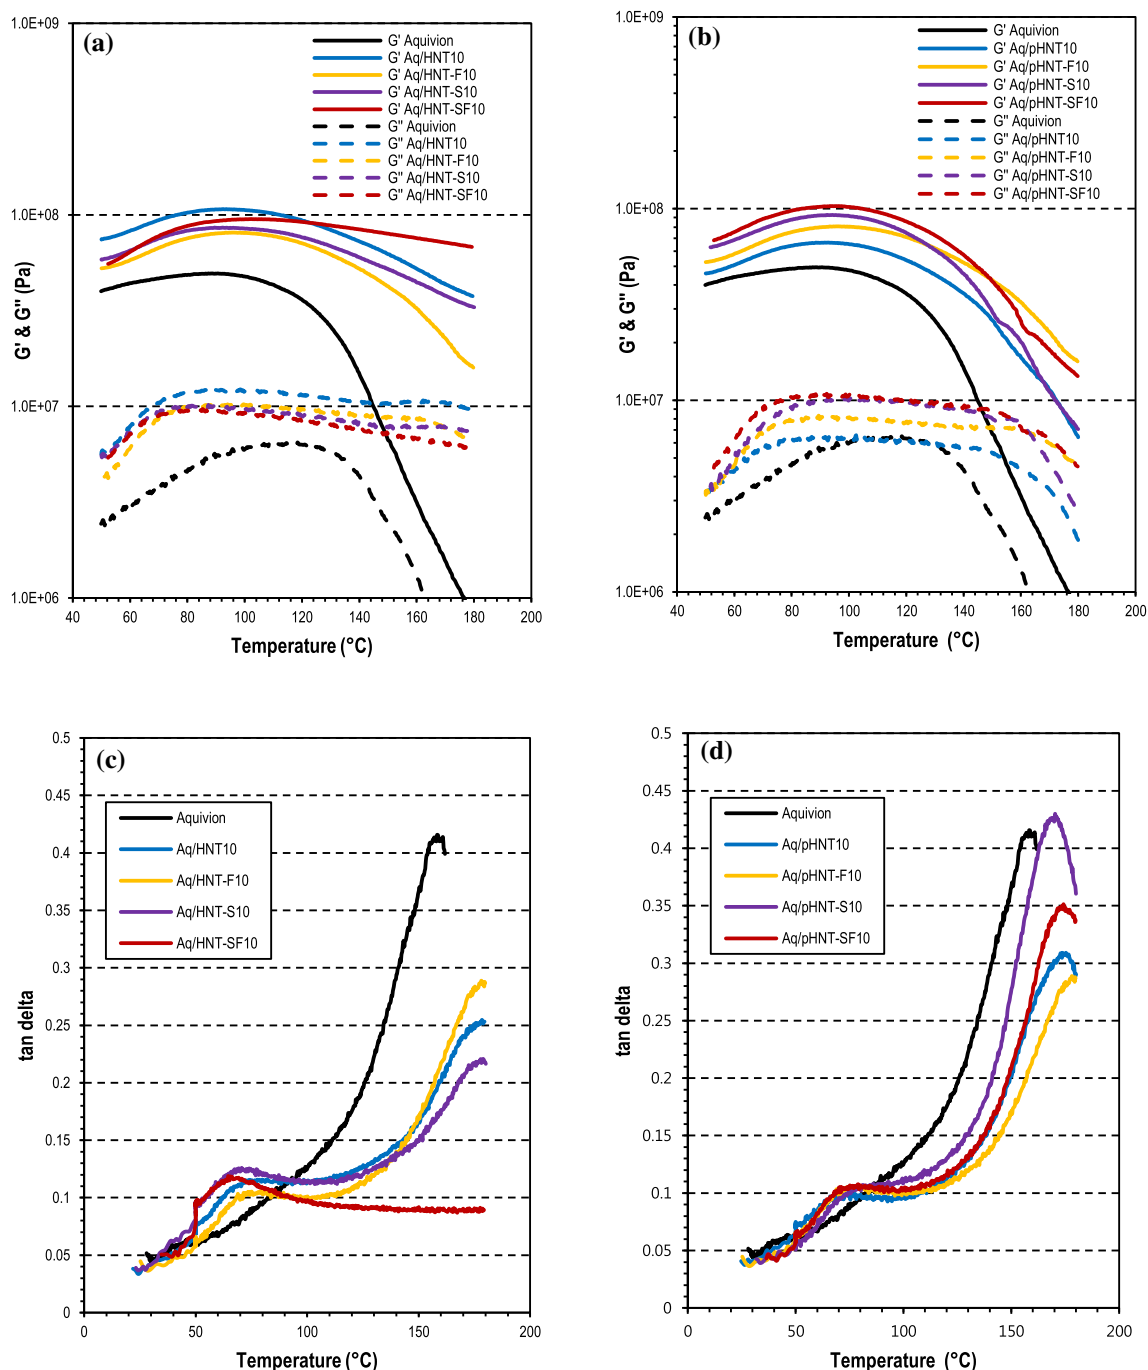 (a)
1.0E+09
1.0E+08
1.0E+07
1.0E+06
G' & G" (Pa)
G' Aquivion
G' Aq/HNT10
G' Aq/HNT-F10
G' Aq/HNT-S10
G' Aq/HNT-SF10
G" Aquivion
G" Aq/HNT10
G" Aq/HNT-F10
G" Aq/HNT-S10
G" Aq/HNT-SF10
40 60 80 100 120 140 160 180 200
Temperature (°C)
(b)
1.0E+09
1.0E+08
1.0E+07
1.0E+06
G' & G" (Pa)
G' Aquivion
G' Aq/pHNT10
G' Aq/pHNT-F10
G' Aq/pHNT-S10
G' Aq/pHNT-SF10
G" Aquivion
G" Aq/pHNT10
G" Aq/pHNT-F10
G" Aq/pHNT-S10
G" Aq/pHNT-SF10
40 60 80 100 120 140 160 180 200
Temperature (°C)
(c)
0.5
0.45
0.4
0.35
0.3
0.25
0.2
0.15
0.1
0.05
0
tan delta
Aquivion
Aq/HNT10
Aq/HNT-F10
Aq/HNT-S10
Aq/HNT-SF10
0 50 100 150 200
Temperature (°C)
(d)
0.5
0.45
0.4
0.35
0.3
0.25
0.2
0.15
0.1
0.05
0
tan delta
Aquivion
Aq/pHNT10
Aq/pHNT-F10
Aq/pHNT-S10
Aq/pHNT-SF10
0 50 100 150 200
Temperature (°C)